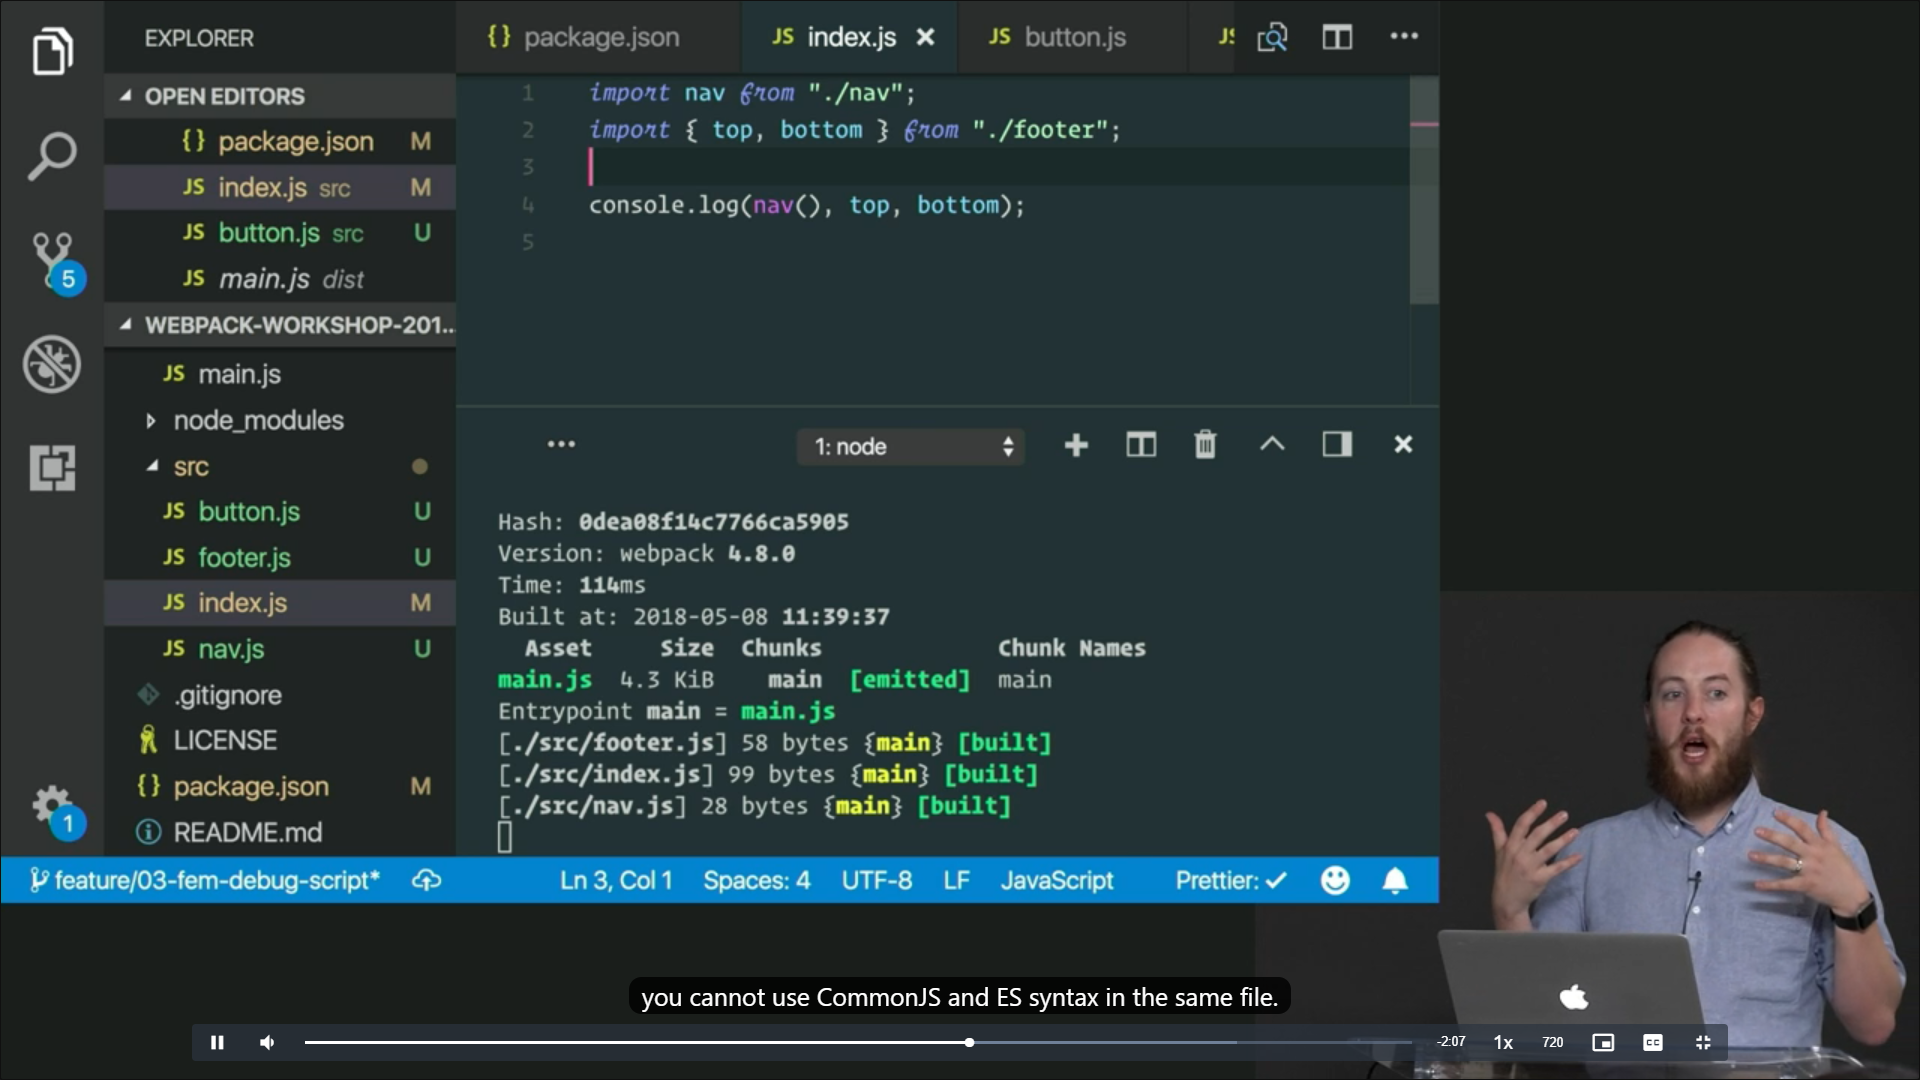 EXPLORER
OPEN EDITORS
{} package.json M
JS index.js src M
JS button.js src U
JS main.js dist
WEBPACK-WORKSHOP-201...
JS main.js
node_modules
src
JS button.js U
JS footer.js U
JS index.js M
JS nav.js U
.gitignore
LICENSE
{} package.json M
README.md
5
1
{} package.json
JS index.js
JS button.js
JS
1 import nav from "./nav";
2 import { top, bottom } from "./footer";
3
4 console.log(nav(), top, bottom);
5
1: node
Hash: 0dea08f14c7766ca5905
Version: webpack 4.8.0
Time: 114ms
Built at: 2018-05-08 11:39:37
Asset Size Chunks Chunk Names
main.js 4.3 KiB main [emitted] main
Entrypoint main = main.js
[./src/footer.js] 58 bytes {main} [built]
[./src/index.js] 99 bytes {main} [built]
[./src/nav.js] 28 bytes {main} [built]
feature/03-fem-debug-script*
Ln 3, Col 1 Spaces: 4 UTF-8 LF JavaScript Prettier: ✓
you cannot use CommonJS and ES syntax in the same file.
-2:07 1x 720 CC